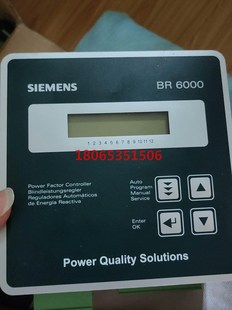 SIEMENS
BR 6000
1 2 3 4 5 6 7 8 9 10 11 12
18065351506
Power Factor Controller
Blindleistungsregler
Reguladores Automáticos
de Energia Reactiva
Auto
Program
Manual
Service
Enter
OK
Power Quality Solutions